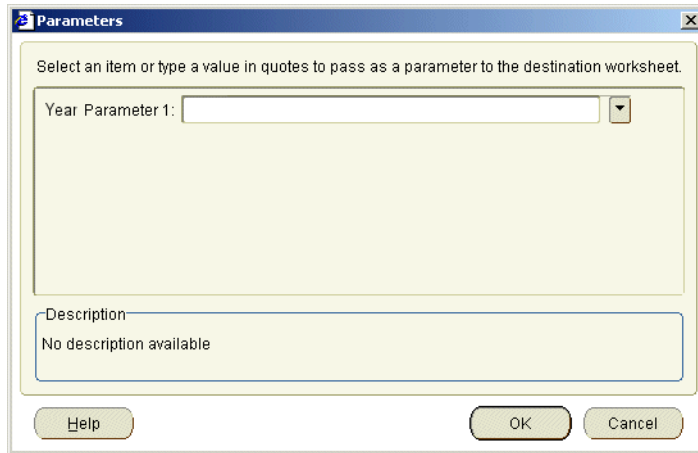 Parameters
Select an item or type a value in quotes to pass as a parameter to the destination worksheet.
Year Parameter 1:
Description
No description available
Help OK Cancel